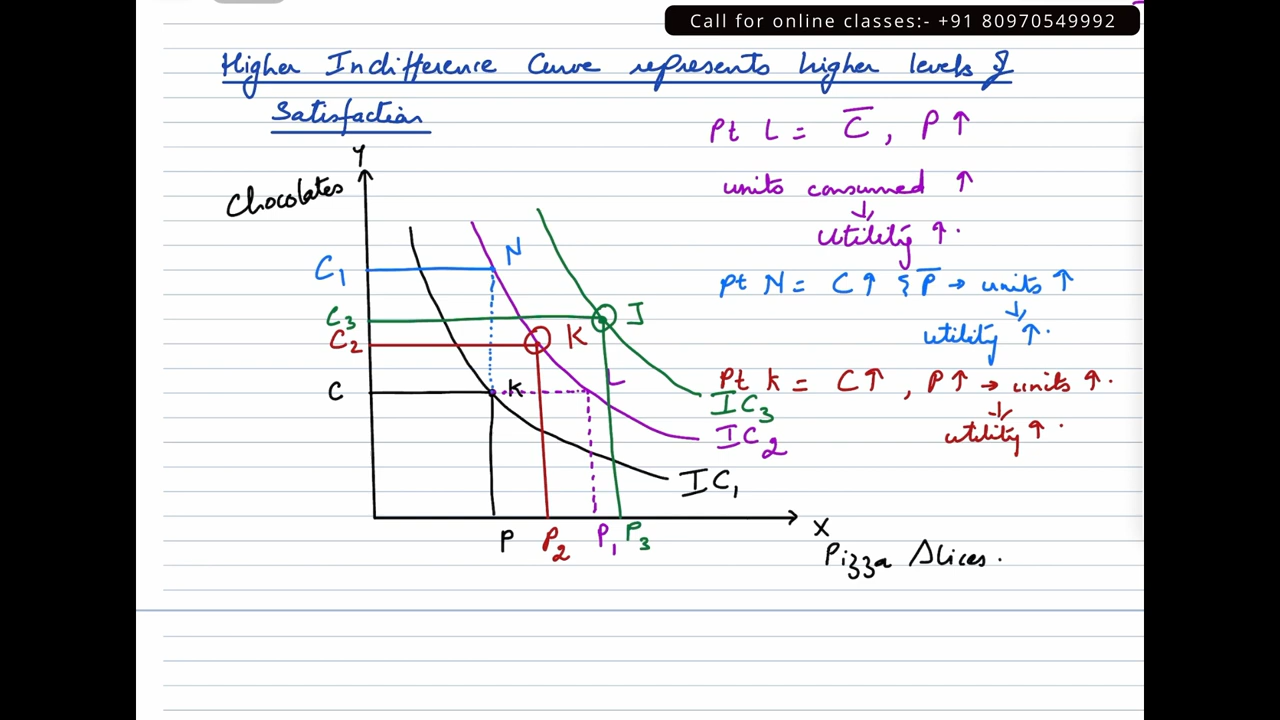 Call for online classes:- +91 80970549992
Higher Indifference Curve represents higher levels of
Satisfaction
Pt L = C̅ , P ↑
units consumed ↑
↓
Utility ↑.
Pt N = C↑ & P̅ → units ↑
↓
utility ↑.
Pt K = C↑ , P↑ → units ↑.
↓
utility ↑.
Y
Chocolates
C₁
C₃
C₂
C
N
J
K
K
L
IC₃
IC₂
IC₁
P
P₂
P₁
P₃
X
Pizza Slices.